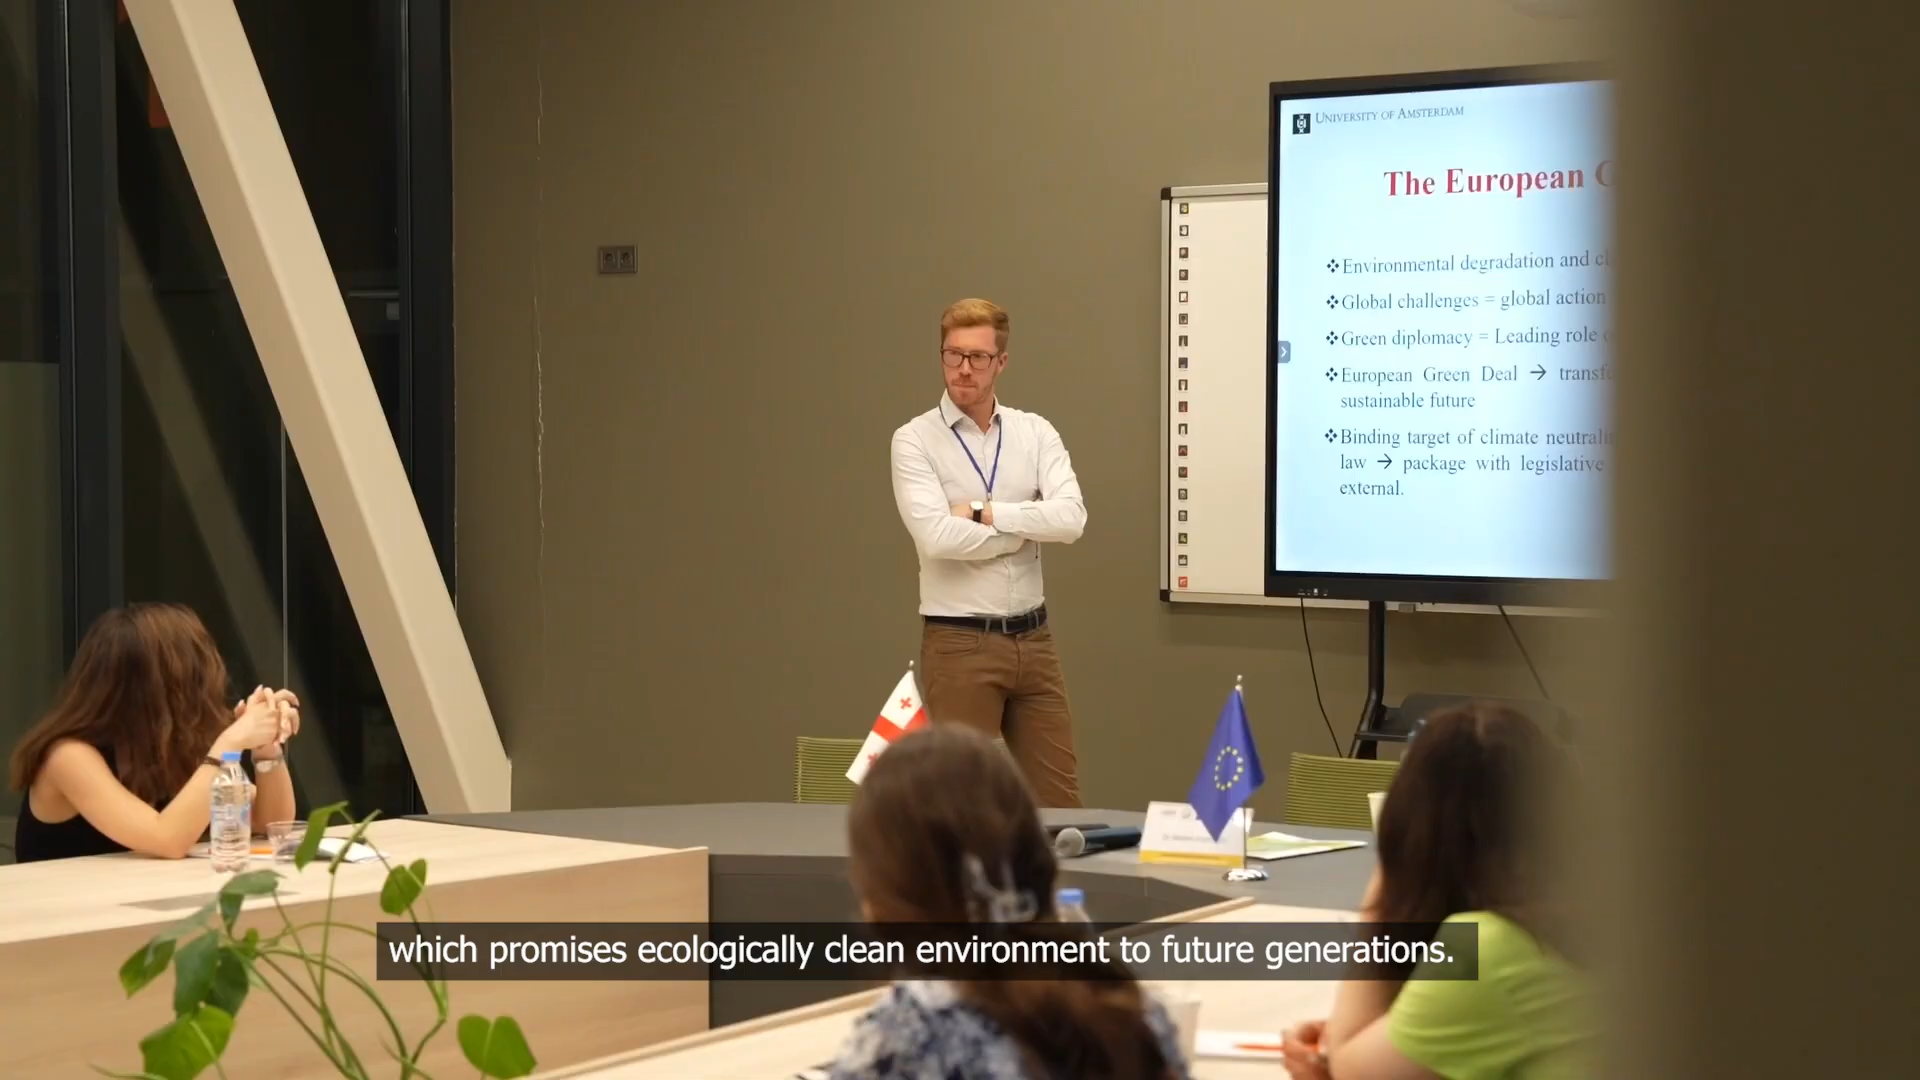 UNIVERSITY OF AMSTERDAM
The European
Environmental degradation and
Global challenges = global action
Green diplomacy = Leading role
European Green Deal →
sustainable future
Binding target of climate
law → package with legislative
external.
which promises ecologically clean environment to future generations.